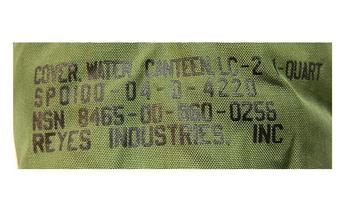 COVER, WATER CANTEEN, LC-2 1-QUART
SP0100-04-D-4220
NSN 8465-00-860-0256
REYES INDUSTRIES, INC